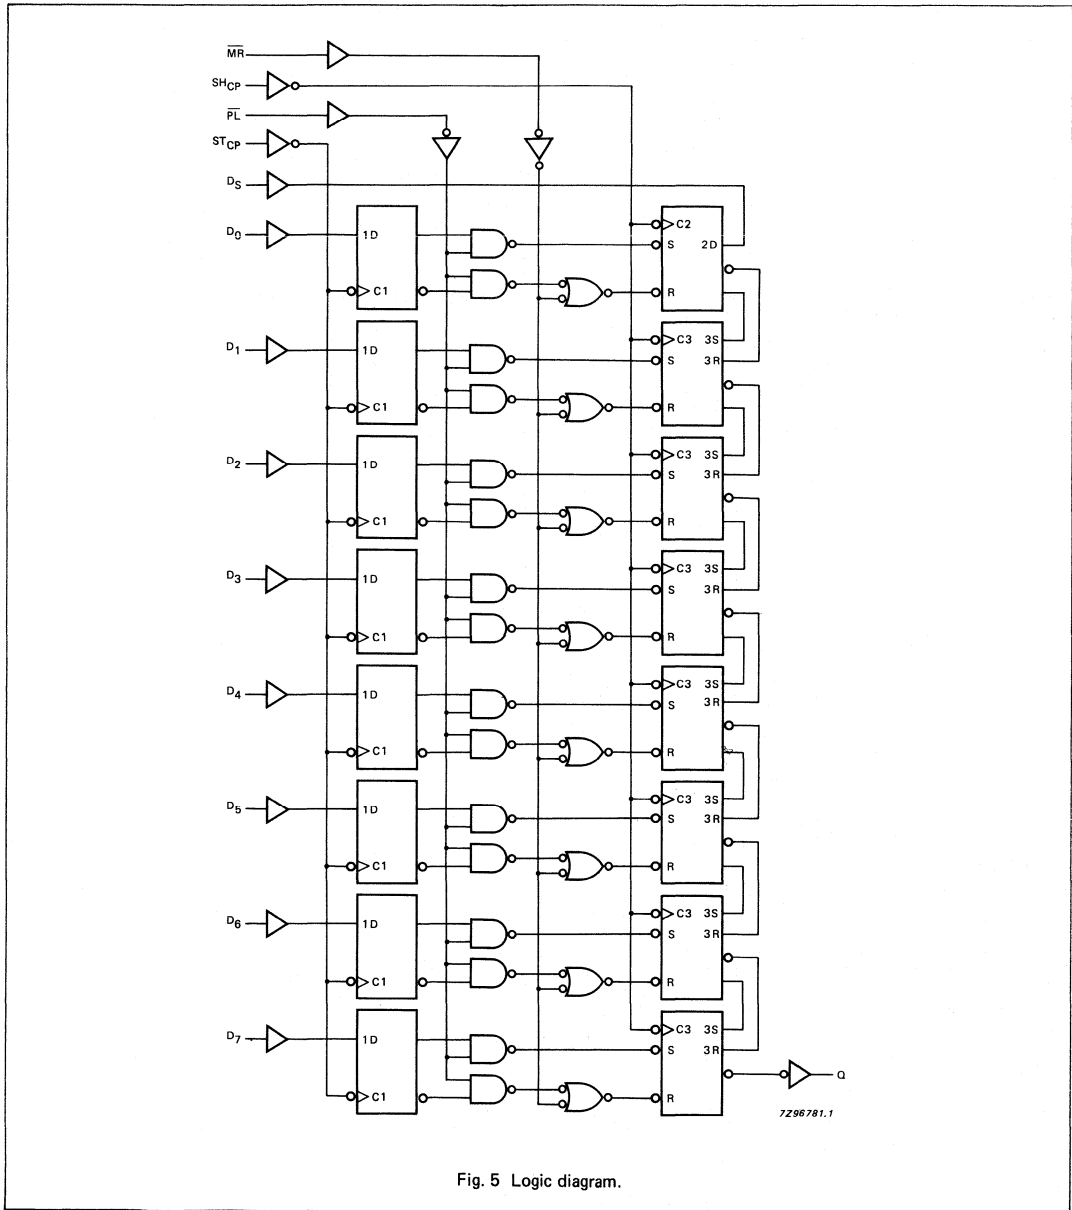 M̅R̅
SHCP
P̅L̅
STCP
DS
D0
1D
C1
C2
S 2D
R
D1
1D
C1
C3 3S
S 3R
R
D2
1D
C1
C3 3S
S 3R
R
D3
1D
C1
C3 3S
S 3R
R
D4
1D
C1
C3 3S
S 3R
R
D5
1D
C1
C3 3S
S 3R
R
D6
1D
C1
C3 3S
S 3R
R
D7
1D
C1
C3 3S
S 3R
R
Q
7Z96781.1
Fig. 5 Logic diagram.